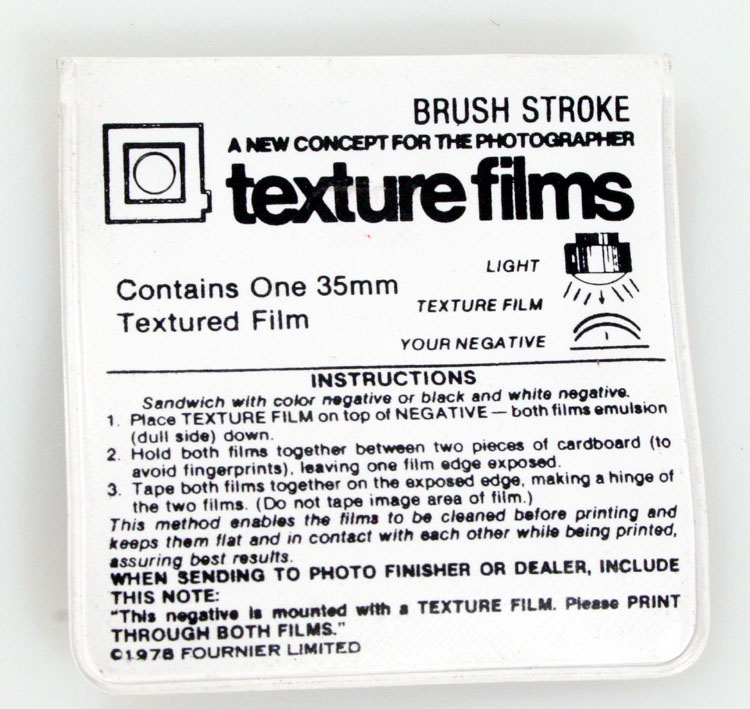 BRUSH STROKE
A NEW CONCEPT FOR THE PHOTOGRAPHER
texture films
Contains One 35mm
Textured Film
LIGHT
TEXTURE FILM
YOUR NEGATIVE
INSTRUCTIONS
Sandwich with color negative or black and white negative.
1. Place TEXTURE FILM on top of NEGATIVE — both films emulsion
(dull side) down.
2. Hold both films together between two pieces of cardboard (to
avoid fingerprints), leaving one film edge exposed.
3. Tape both films together on the exposed edge, making a hinge of
the two films. (Do not tape image area of film.)
This method enables the films to be cleaned before printing and
keeps them flat and in contact with each other while being printed,
assuring best results.
WHEN SENDING TO PHOTO FINISHER OR DEALER, INCLUDE
THIS NOTE:
"This negative is mounted with a TEXTURE FILM. Please PRINT
THROUGH BOTH FILMS."
©1978 FOURNIER LIMITED